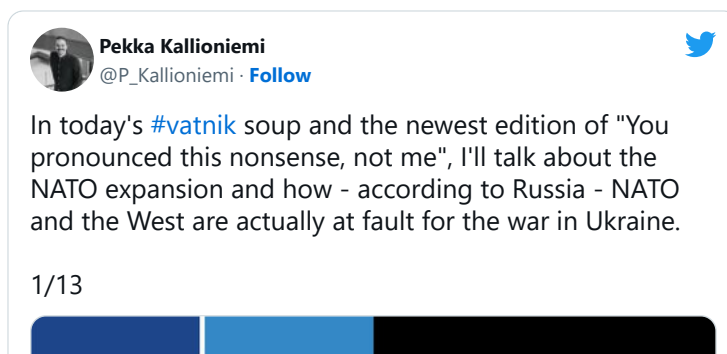 Pekka Kallioniemi
@P_Kallioniemi · Follow
In today's #vatnik soup and the newest edition of "You
pronounced this nonsense, not me", I'll talk about the
NATO expansion and how - according to Russia - NATO
and the West are actually at fault for the war in Ukraine.
1/13